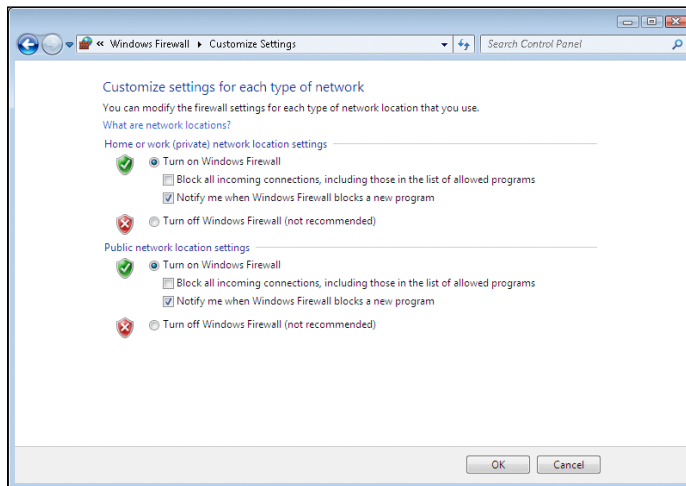 « Windows Firewall ▸ Customize Settings
Search Control Panel
Customize settings for each type of network
You can modify the firewall settings for each type of network location that you use.
What are network locations?
Home or work (private) network location settings
Turn on Windows Firewall
Block all incoming connections, including those in the list of allowed programs
Notify me when Windows Firewall blocks a new program
Turn off Windows Firewall (not recommended)
Public network location settings
Turn on Windows Firewall
Block all incoming connections, including those in the list of allowed programs
Notify me when Windows Firewall blocks a new program
Turn off Windows Firewall (not recommended)
OK Cancel